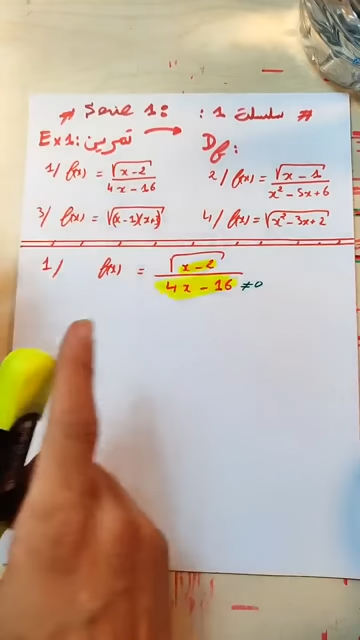 # Serie 1: : 1 سلسلة #
Ex1: تمرين → Df:
1/ f(x) = √(x-2) / (4x-16)
2/ f(x) = √(x-1) / (x²-5x+6)
3/ f(x) = √((x-1)(x+3))
4/ f(x) = √(x²-3x+2)
1/ f(x) = √(x-2) / (4x-16) ≠0